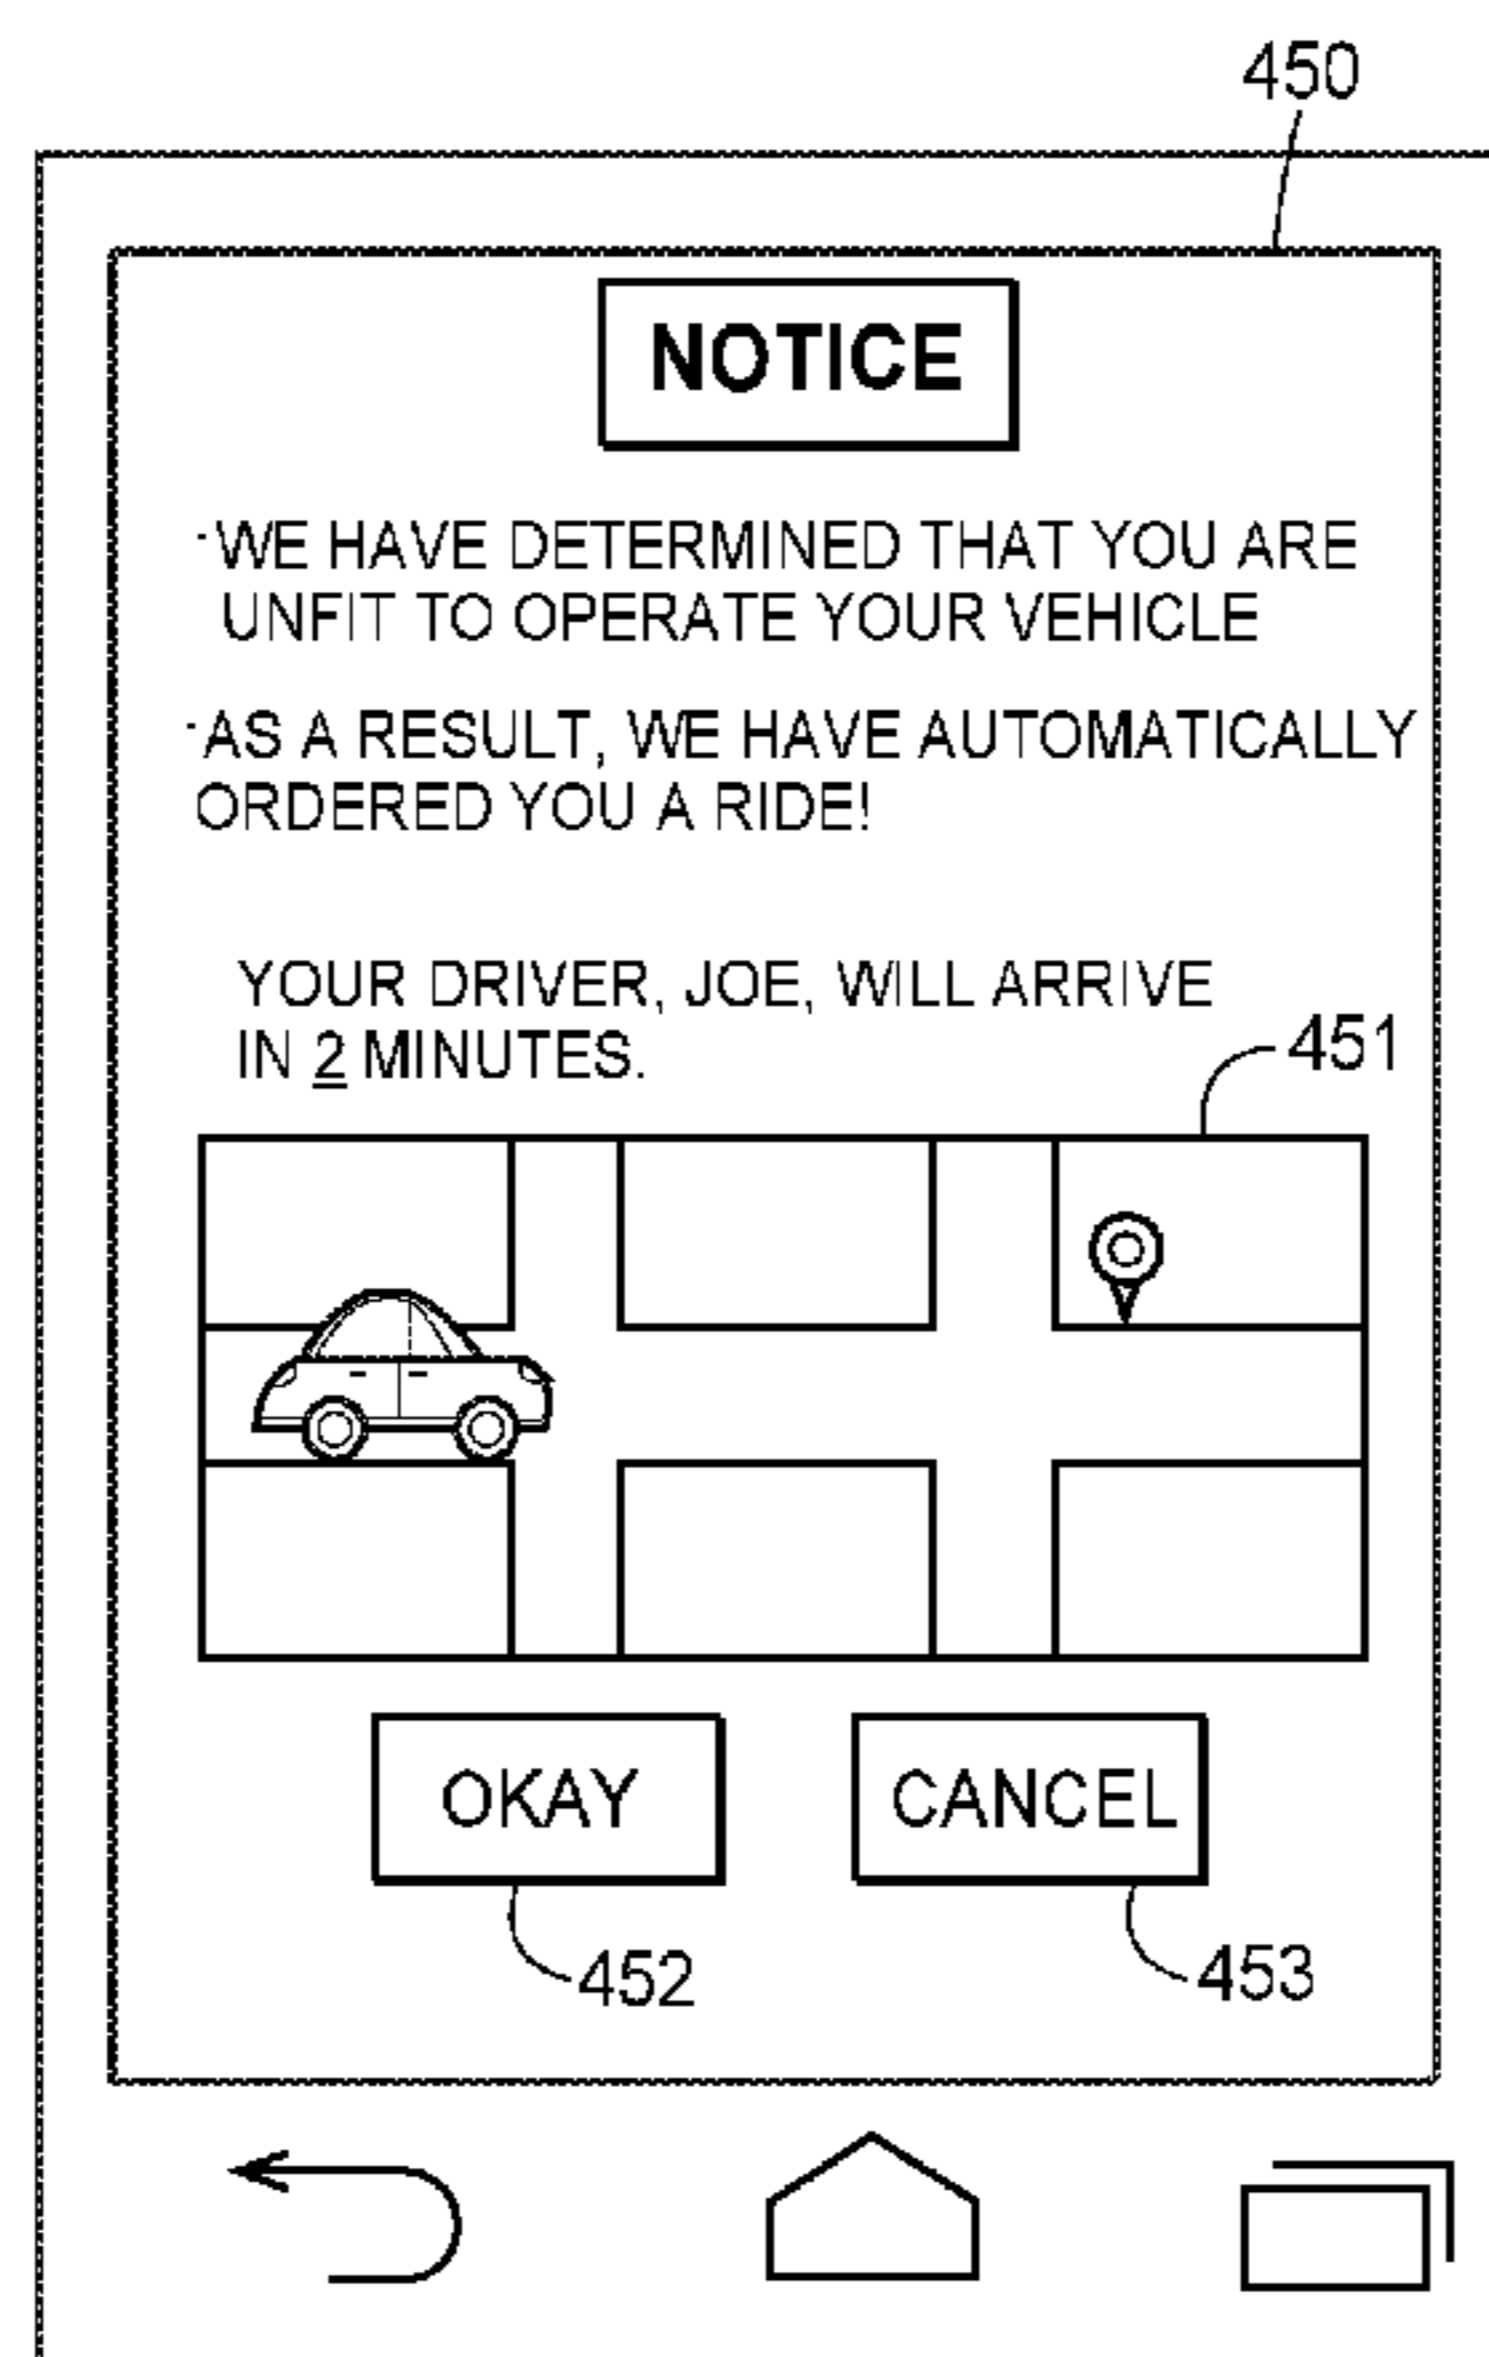 450
NOTICE
-WE HAVE DETERMINED THAT YOU ARE
UNFIT TO OPERATE YOUR VEHICLE
-AS A RESULT, WE HAVE AUTOMATICALLY
ORDERED YOU A RIDE!
YOUR DRIVER, JOE, WILL ARRIVE
IN 2 MINUTES.
451
OKAY
CANCEL
452
453